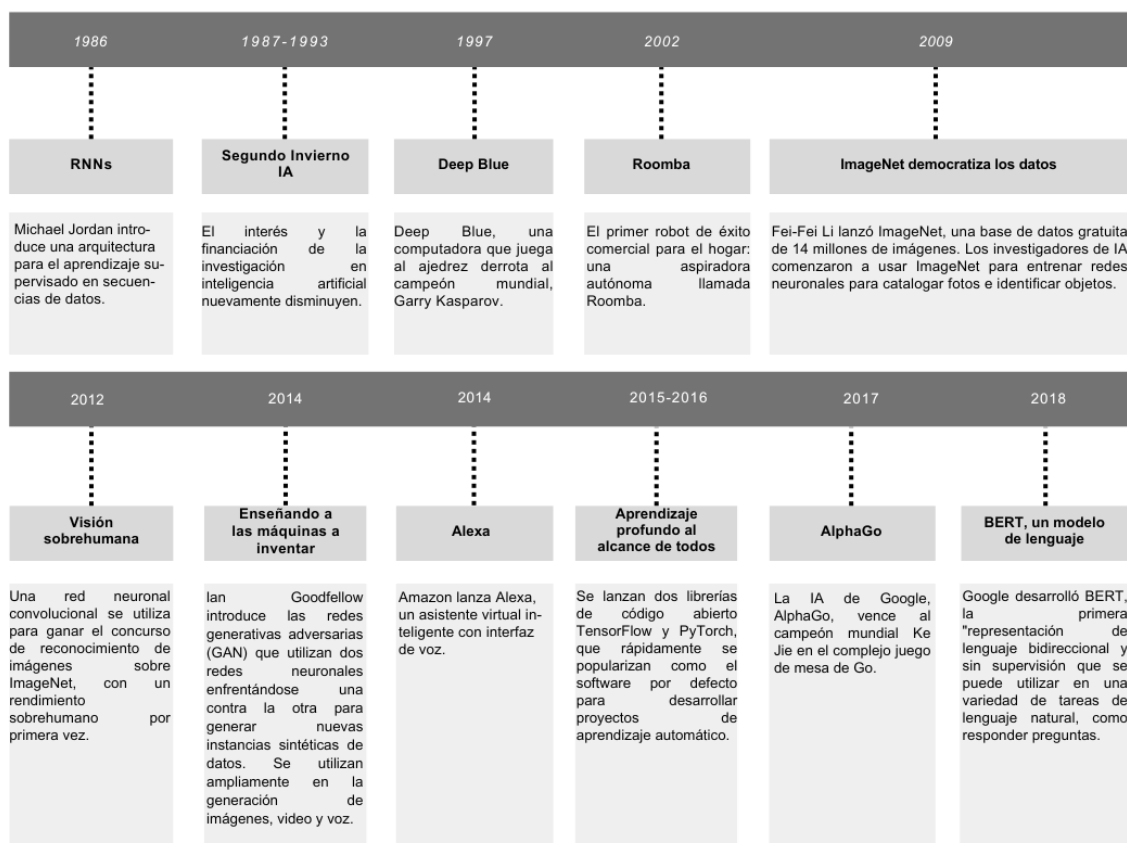 1986
1987-1993
1997
2002
2009
RNNs
Segundo Invierno
IA
Deep Blue
Roomba
ImageNet democratiza los datos
Michael Jordan intro-
duce una arquitectura
para el aprendizaje su-
pervisado en secuen-
cias de datos.
El interés y la
financiación de la
investigación en
inteligencia artificial
nuevamente disminuyen.
Deep Blue, una
computadora que juega
al ajedrez derrota al
campeón mundial,
Garry Kasparov.
El primer robot de éxito
comercial para el hogar:
una aspiradora
autónoma llamada
Roomba.
Fei-Fei Li lanzó ImageNet, una base de datos gratuita
de 14 millones de imágenes. Los investigadores de IA
comenzaron a usar ImageNet para entrenar redes
neuronales para catalogar fotos e identificar objetos.
2012
2014
2014
2015-2016
2017
2018
Visión
sobrehumana
Enseñando a
las máquinas a
inventar
Alexa
Aprendizaje
profundo al
alcance de todos
AlphaGo
BERT, un modelo
de lenguaje
Una red neuronal
convolucional se utiliza
para ganar el concurso
de reconocimiento de
imágenes sobre
ImageNet, con un
rendimiento
sobrehumano por
primera vez.
Ian Goodfellow
introduce las redes
generativas adversarias
(GAN) que utilizan dos
redes neuronales
enfrentándose una
contra la otra para
generar nuevas
instancias sintéticas de
datos. Se utilizan
ampliamente en la
generación de
imágenes, video y voz.
Amazon lanza Alexa,
un asistente virtual in-
teligente con interfaz
de voz.
Se lanzan dos librerías
de código abierto
TensorFlow y PyTorch,
que rápidamente se
popularizan como el
software por defecto
para desarrollar
proyectos de
aprendizaje automático.
La IA de Google,
AlphaGo, vence al
campeón mundial Ke
Jie en el complejo juego
de mesa de Go.
Google desarrolló BERT,
la primera
"representación de
lenguaje bidireccional y
sin supervisión que se
puede utilizar en una
variedad de tareas de
lenguaje natural, como
responder preguntas.